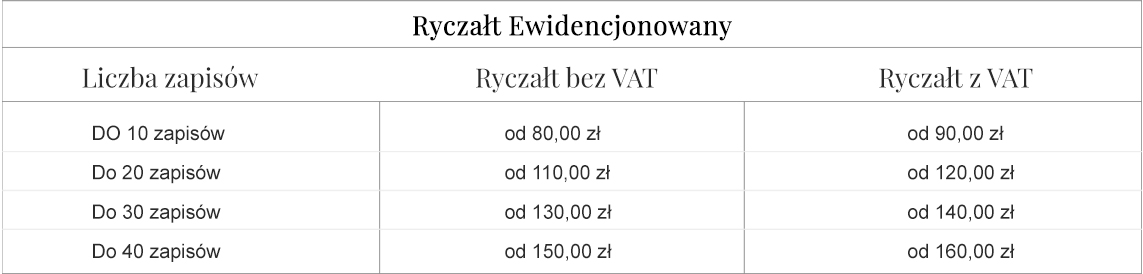 Ryczałt Ewidencjonowany
Liczba zapisów Ryczałt bez VAT Ryczałt z VAT
DO 10 zapisów od 80,00 zł od 90,00 zł
Do 20 zapisów od 110,00 zł od 120,00 zł
Do 30 zapisów od 130,00 zł od 140,00 zł
Do 40 zapisów od 150,00 zł od 160,00 zł